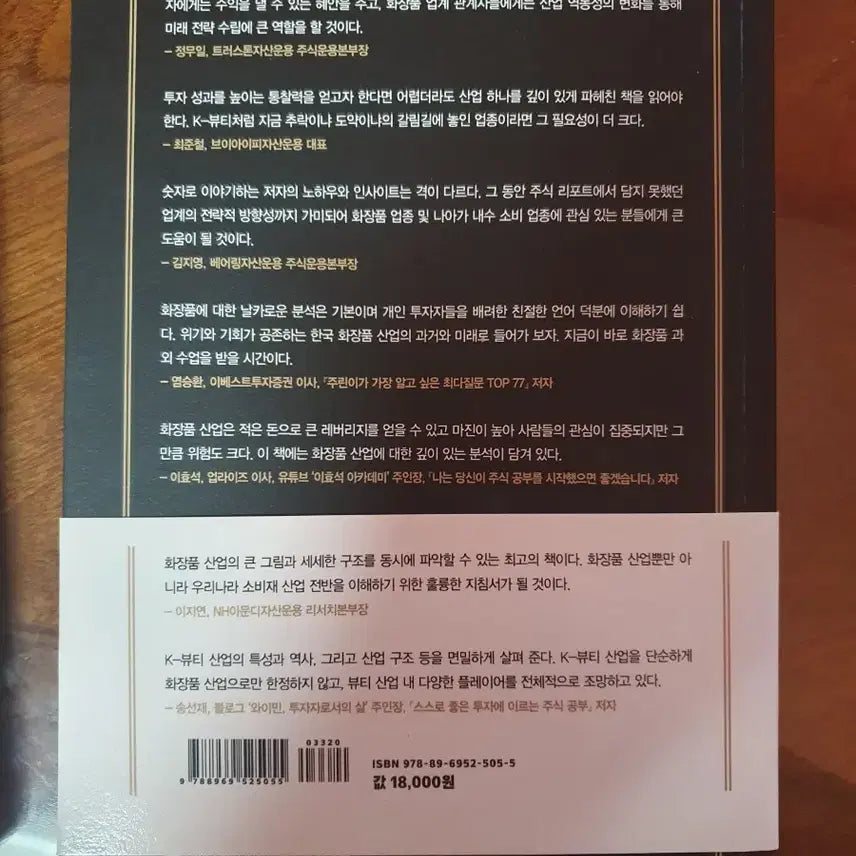 자에게는 수익을 낼 수 있는 혜안을 주고, 화장품 업계 관계자들에게는 산업 역동성의 변화를 통해
미래 전략 수립에 큰 역할을 할 것이다.
– 정무일, 트러스톤자산운용 주식운용본부장
투자 성과를 높이는 통찰력을 얻고자 한다면 어렵더라도 산업 하나를 깊이 있게 파헤친 책을 읽어야
한다. K–뷰티처럼 지금 추락이냐 도약이냐의 갈림길에 놓인 업종이라면 그 필요성이 더 크다.
– 최준철, 브이아이피자산운용 대표
숫자로 이야기하는 저자의 노하우와 인사이트는 격이 다르다. 그 동안 주식 리포트에서 담지 못했던
업계의 전략적 방향성까지 가미되어 화장품 업종 및 나아가 내수 소비 업종에 관심 있는 분들에게 큰
도움이 될 것이다.
– 김지영, 베어링자산운용 주식운용본부장
화장품에 대한 날카로운 분석은 기본이며 개인 투자자들을 배려한 친절한 언어 덕분에 이해하기 쉽
다. 위기와 기회가 공존하는 한국 화장품 산업의 과거와 미래로 들어가 보자. 지금이 바로 화장품 과
외 수업을 받을 시간이다.
– 염승환, 이베스트투자증권 이사, 『주린이가 가장 알고 싶은 최다질문 TOP 77』 저자
화장품 산업은 적은 돈으로 큰 레버리지를 얻을 수 있고 마진이 높아 사람들의 관심이 집중되지만 그
만큼 위험도 크다. 이 책에는 화장품 산업에 대한 깊이 있는 분석이 담겨 있다.
– 이효석, 업라이즈 이사, 유튜브 ‘이효석 아카데미’ 주인장, 『나는 당신이 주식 공부를 시작했으면 좋겠습니다』 저자
화장품 산업의 큰 그림과 세세한 구조를 동시에 파악할 수 있는 최고의 책이다. 화장품 산업뿐만 아
니라 우리나라 소비재 산업 전반을 이해하기 위한 훌륭한 지침서가 될 것이다.
– 이지연, NH아문디자산운용 리서치본부장
K–뷰티 산업의 특성과 역사, 그리고 산업 구조 등을 면밀하게 살펴 준다. K–뷰티 산업을 단순하게
화장품 산업으로만 한정하지 않고, 뷰티 산업 내 다양한 플레이어를 전체적으로 조망하고 있다.
– 송선재, 블로그 ‘와이민, 투자자로서의 삶’ 주인장, 『스스로 좋은 투자에 이르는 주식 공부』 저자
03320
9 788969 525055
ISBN 978-89-6952-505-5
값 18,000원